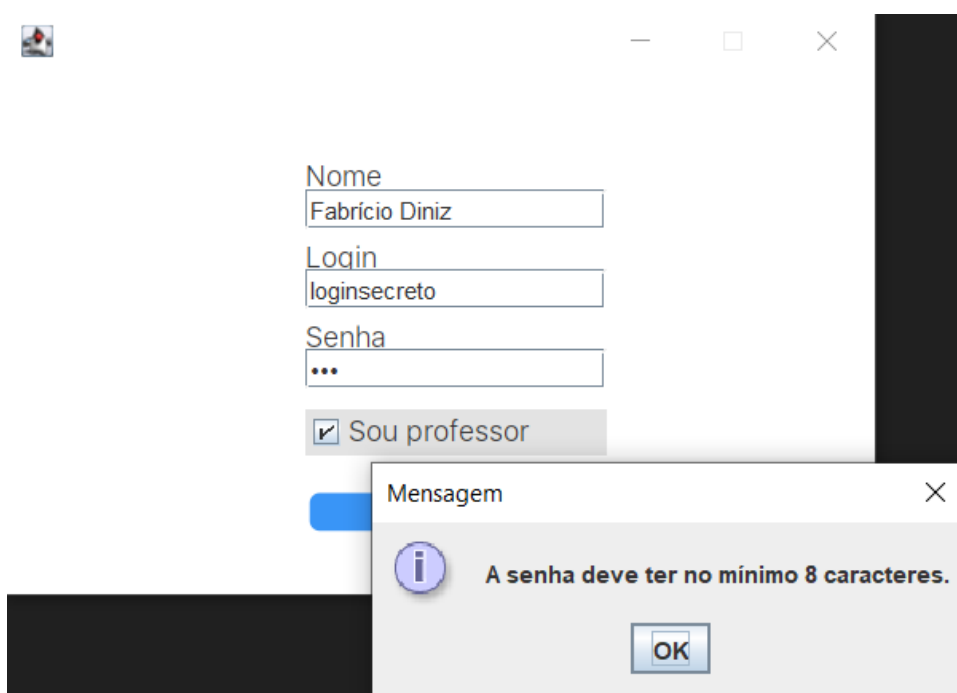 Nome
Fabrício Diniz
Login
loginsecreto
Senha
•••
Sou professor
Mensagem
A senha deve ter no mínimo 8 caracteres.
OK